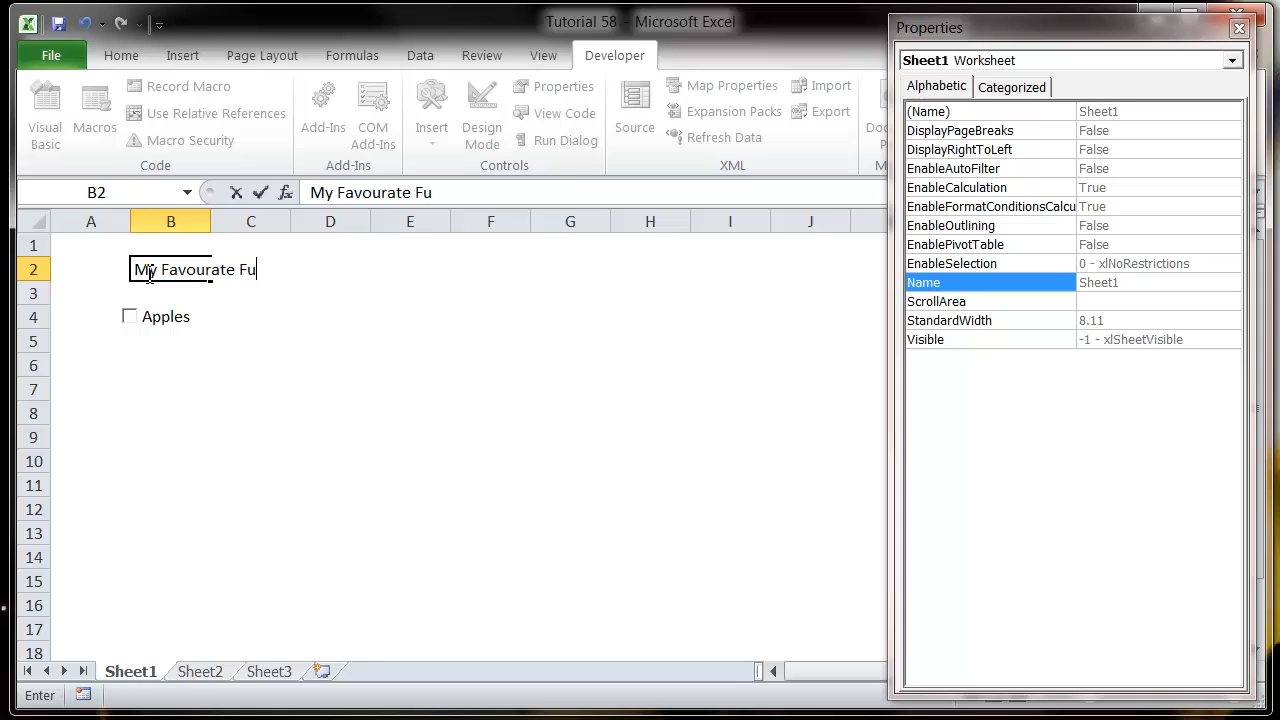 Tutorial 58 - Microsoft Excel
File Home Insert Page Layout Formulas Data Review View Developer
Visual Basic
Macros
Record Macro
Use Relative References
Macro Security
Code
Add-Ins
COM Add-Ins
Add-Ins
Insert
Design Mode
Properties
View Code
Run Dialog
Controls
Source
Map Properties
Expansion Packs
Refresh Data
Import
Export
XML
B2 My Favourate Fu
A B C D E F G H I J
1
2 My Favourate Fu
3
4 Apples
5
6
7
8
9
10
11
12
13
14
15
16
17
18
Sheet1 Sheet2 Sheet3
Enter
Properties
Sheet1 Worksheet
Alphabetic Categorized
(Name) Sheet1
DisplayPageBreaks False
DisplayRightToLeft False
EnableAutoFilter False
EnableCalculation True
EnableFormatConditionsCalcu True
EnableOutlining False
EnablePivotTable False
EnableSelection 0 - xlNoRestrictions
Name Sheet1
ScrollArea
StandardWidth 8.11
Visible -1 - xlSheetVisible